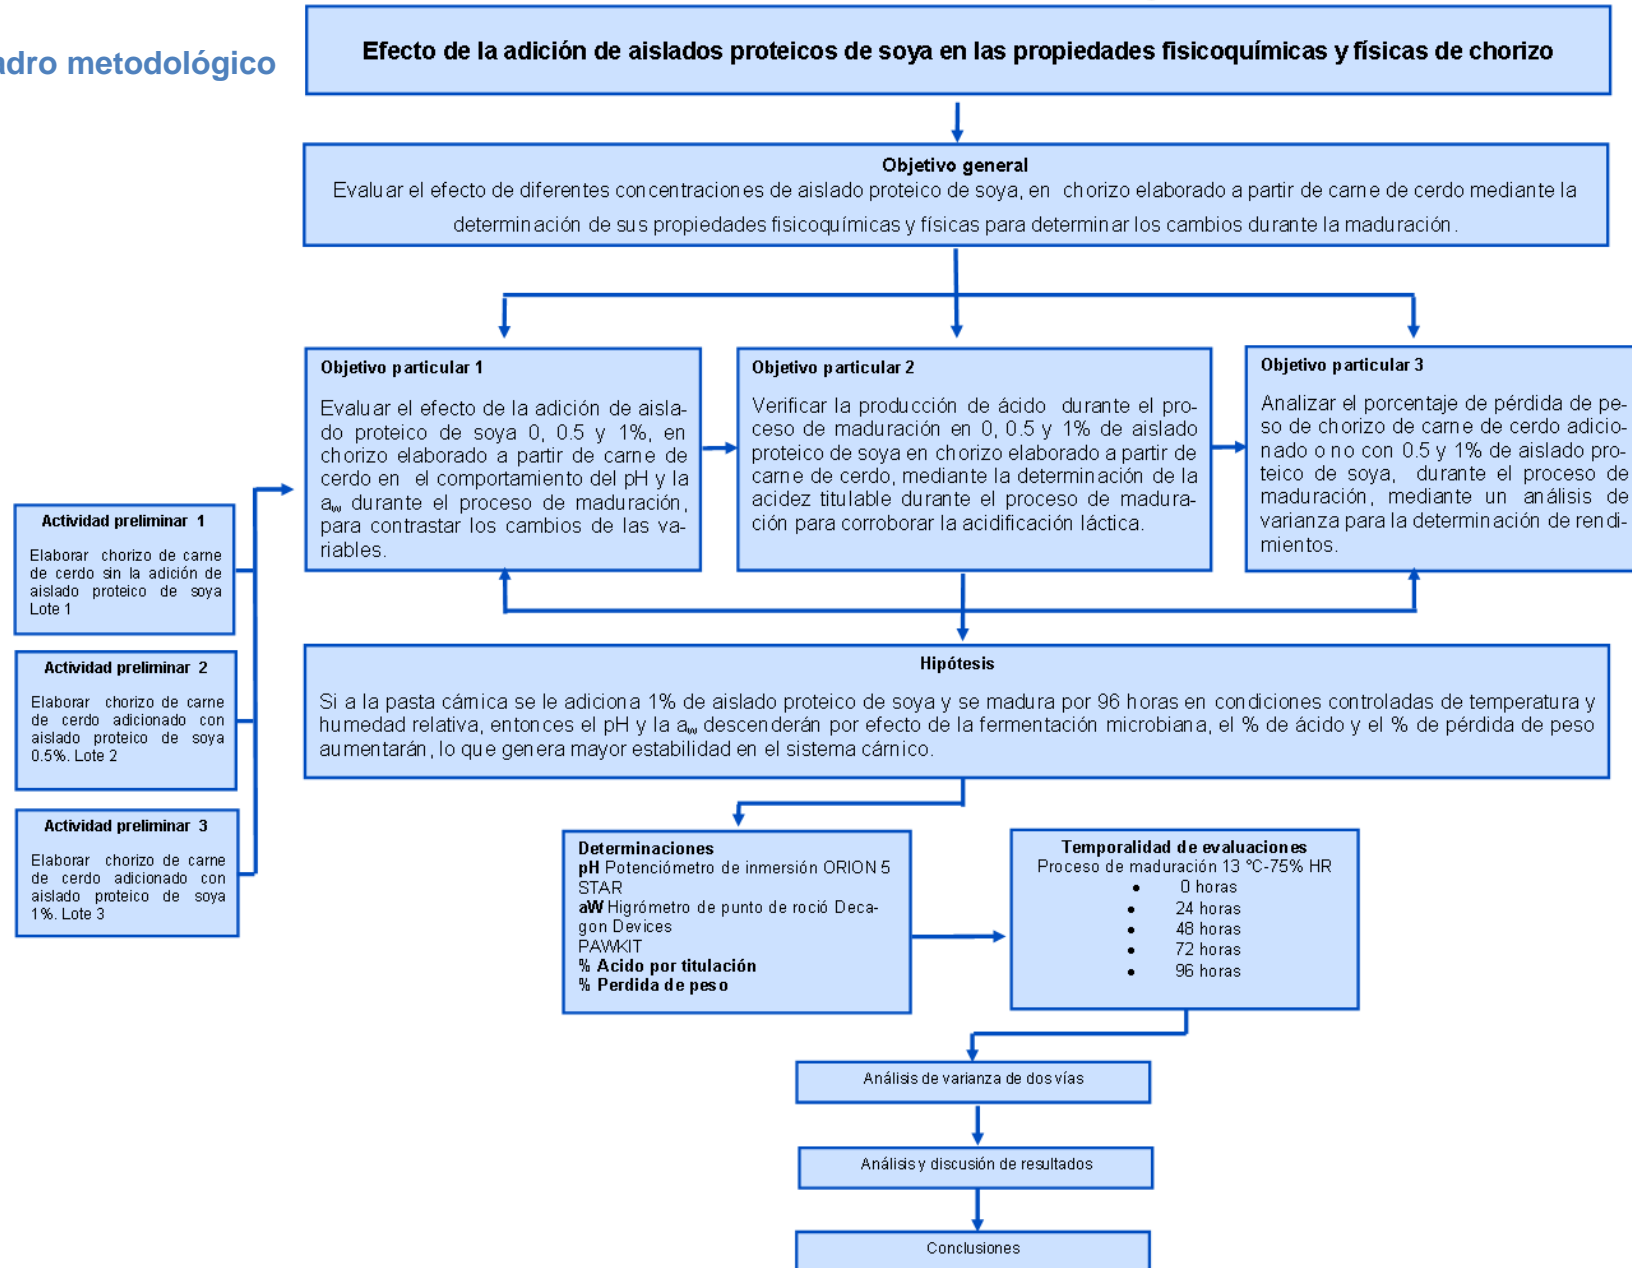 adro metodológico
Efecto de la adición de aislados proteicos de soya en las propiedades fisicoquímicas y físicas de chorizo
Objetivo general
Evaluar el efecto de diferentes concentraciones de aislado proteico de soya, en chorizo elaborado a partir de carne de cerdo mediante la
determinación de sus propiedades fisicoquímicas y físicas para determinar los cambios durante la maduración.
Objetivo particular 1
Evaluar el efecto de la adición de aisla-
do proteico de soya 0, 0.5 y 1%, en
chorizo elaborado a partir de carne de
cerdo en el comportamiento del pH y la
aw durante el proceso de maduración,
para contrastar los cambios de las va-
riables.
Objetivo particular 2
Verificar la producción de ácido durante el pro-
ceso de maduración en 0, 0.5 y 1% de aislado
proteico de soya en chorizo elaborado a partir de
carne de cerdo, mediante la determinación de la
acidez titulable durante el proceso de madura-
ción para corroborar la acidificación láctica.
Objetivo particular 3
Analizar el porcentaje de pérdida de pe-
so de chorizo de carne de cerdo adicio-
nado o no con 0.5 y 1% de aislado pro-
teico de soya, durante el proceso de
maduración, mediante un análisis de
varianza para la determinación de rendi-
mientos.
Actividad preliminar 1
Elaborar chorizo de carne
de cerdo sin la adición de
aislado proteico de soya
Lote 1
Actividad preliminar 2
Elaborar chorizo de carne
de cerdo adicionado con
aislado proteico de soya
0.5%. Lote 2
Actividad preliminar 3
Elaborar chorizo de carne
de cerdo adicionado con
aislado proteico de soya
1%. Lote 3
Hipótesis
Si a la pasta cárnica se le adiciona 1% de aislado proteico de soya y se madura por 96 horas en condiciones controladas de temperatura y
humedad relativa, entonces el pH y la aw descenderán por efecto de la fermentación microbiana, el % de ácido y el % de pérdida de peso
aumentarán, lo que genera mayor estabilidad en el sistema cárnico.
Determinaciones
pH Potenciómetro de inmersión ORION 5
STAR
aW Higrómetro de punto de roció Deca-
gon Devices
PAWKIT
% Acido por titulación
% Perdida de peso
Temporalidad de evaluaciones
Proceso de maduración 13 °C-75% HR
• 0 horas
• 24 horas
• 48 horas
• 72 horas
• 96 horas
Análisis de varianza de dos vías
Análisis y discusión de resultados
Conclusiones